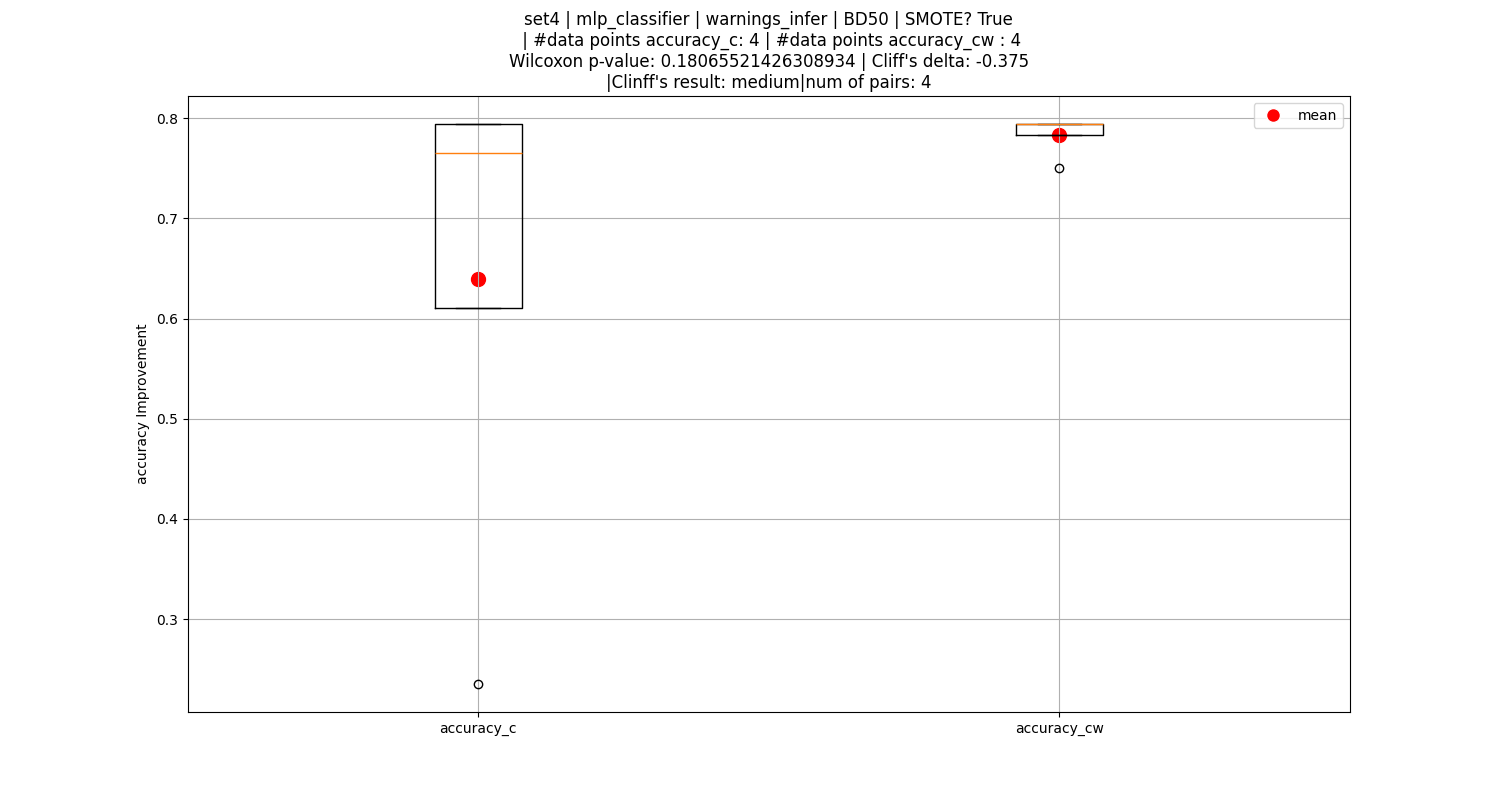 set4 | mlp_classifier | warnings_infer | BD50 | SMOTE? True
| #data points accuracy_c: 4 | #data points accuracy_cw : 4
Wilcoxon p-value: 0.18065521426308934 | Cliff's delta: -0.375
|Clinff's result: medium|num of pairs: 4
mean
0.8
0.7
0.6
0.5
0.4
0.3
accuracy Improvement
accuracy_c
accuracy_cw